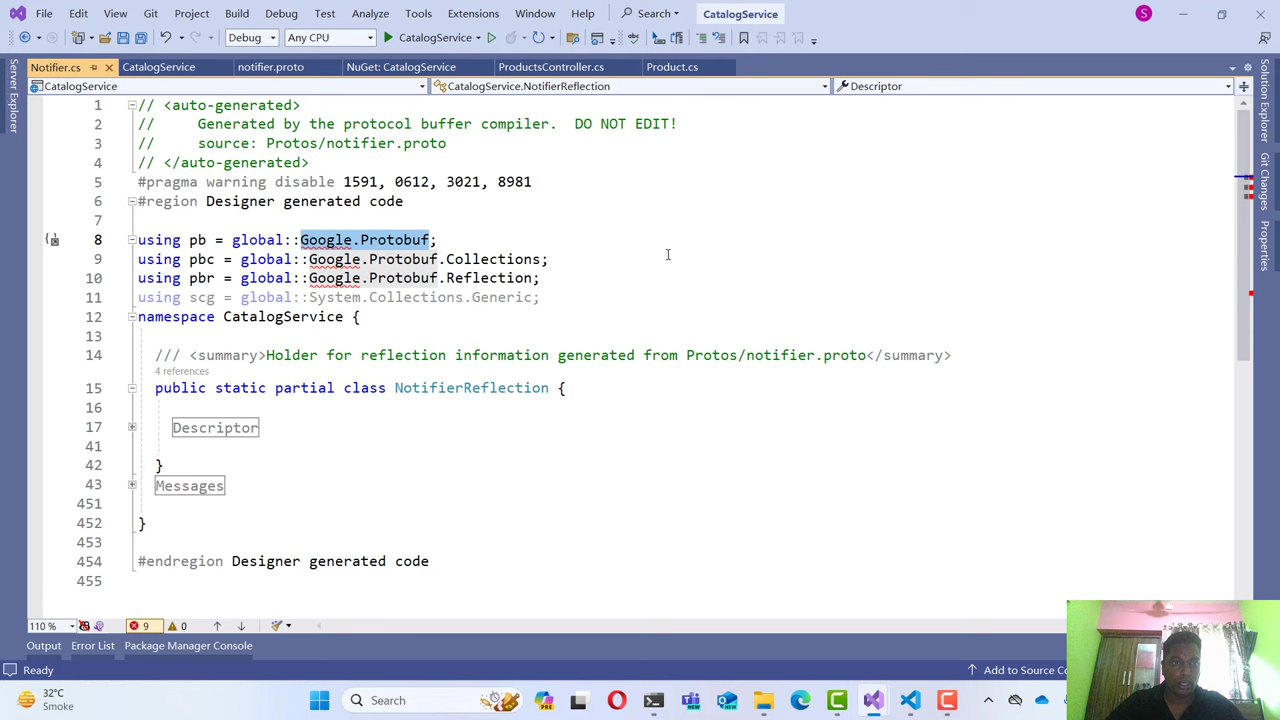 File Edit View Git Project Build Debug Test Analyze Tools Extensions Window Help Search CatalogService S
Debug Any CPU CatalogService
Notifier.cs CatalogService notifier.proto NuGet: CatalogService ProductsController.cs Product.cs
CatalogService CatalogService.NotifierReflection Descriptor
Server Explorer
Solution Explorer
Git Changes
Properties
1 // <auto-generated>
2 //     Generated by the protocol buffer compiler.  DO NOT EDIT!
3 //     source: Protos/notifier.proto
4 // </auto-generated>
5 #pragma warning disable 1591, 0612, 3021, 8981
6 #region Designer generated code
7
8 using pb = global::Google.Protobuf;
9 using pbc = global::Google.Protobuf.Collections;
10 using pbr = global::Google.Protobuf.Reflection;
11 using scg = global::System.Collections.Generic;
12 namespace CatalogService {
13
14 /// <summary>Holder for reflection information generated from Protos/notifier.proto</summary>
4 references
15 public static partial class NotifierReflection {
16
17 Descriptor
41
42 }
43 Messages
451
452 }
453
454 #endregion Designer generated code
455
110 % 9 0
Output Error List Package Manager Console
Ready Add to Source Co
32°C
Smoke
Search